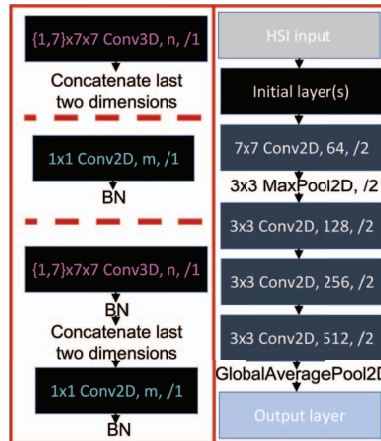 {1,7}x7x7 Conv3D, n, /1
Concatenate last
two dimensions
1x1 Conv2D, m, /1
BN
{1,7}x7x7 Conv3D, n, /1
BN
Concatenate last
two dimensions
1x1 Conv2D, m, /1
BN
HSI input
Initial layer(s)
7x7 Conv2D, 64, /2
3x3 MaxPool2D, /2
3x3 Conv2D, 128, /2
3x3 Conv2D, 256, /2
3x3 Conv2D, 512, /2
GlobalAveragePool2D
Output layer